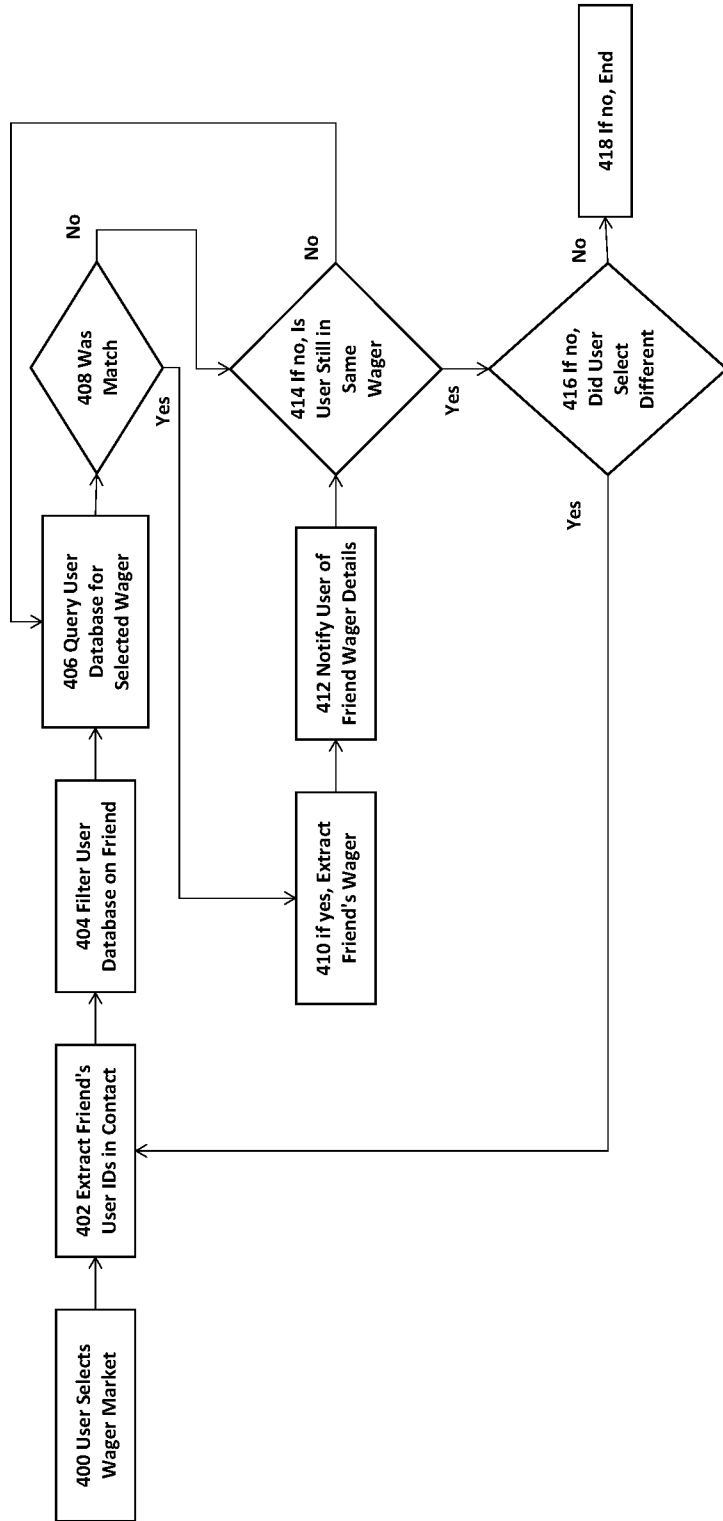 400 User Selects
Wager Market
402 Extract Friend's
User IDs in Contact
404 Filter User
Database on Friend
406 Query User
Database for
Selected Wager
408 Was
Match
No
Yes
410 if yes, Extract
Friend's Wager
412 Notify User of
Friend Wager Details
414 If no, Is
User Still in
Same
Wager
No
Yes
416 If no,
Did User
Select
Different
Yes
No
418 If no, End